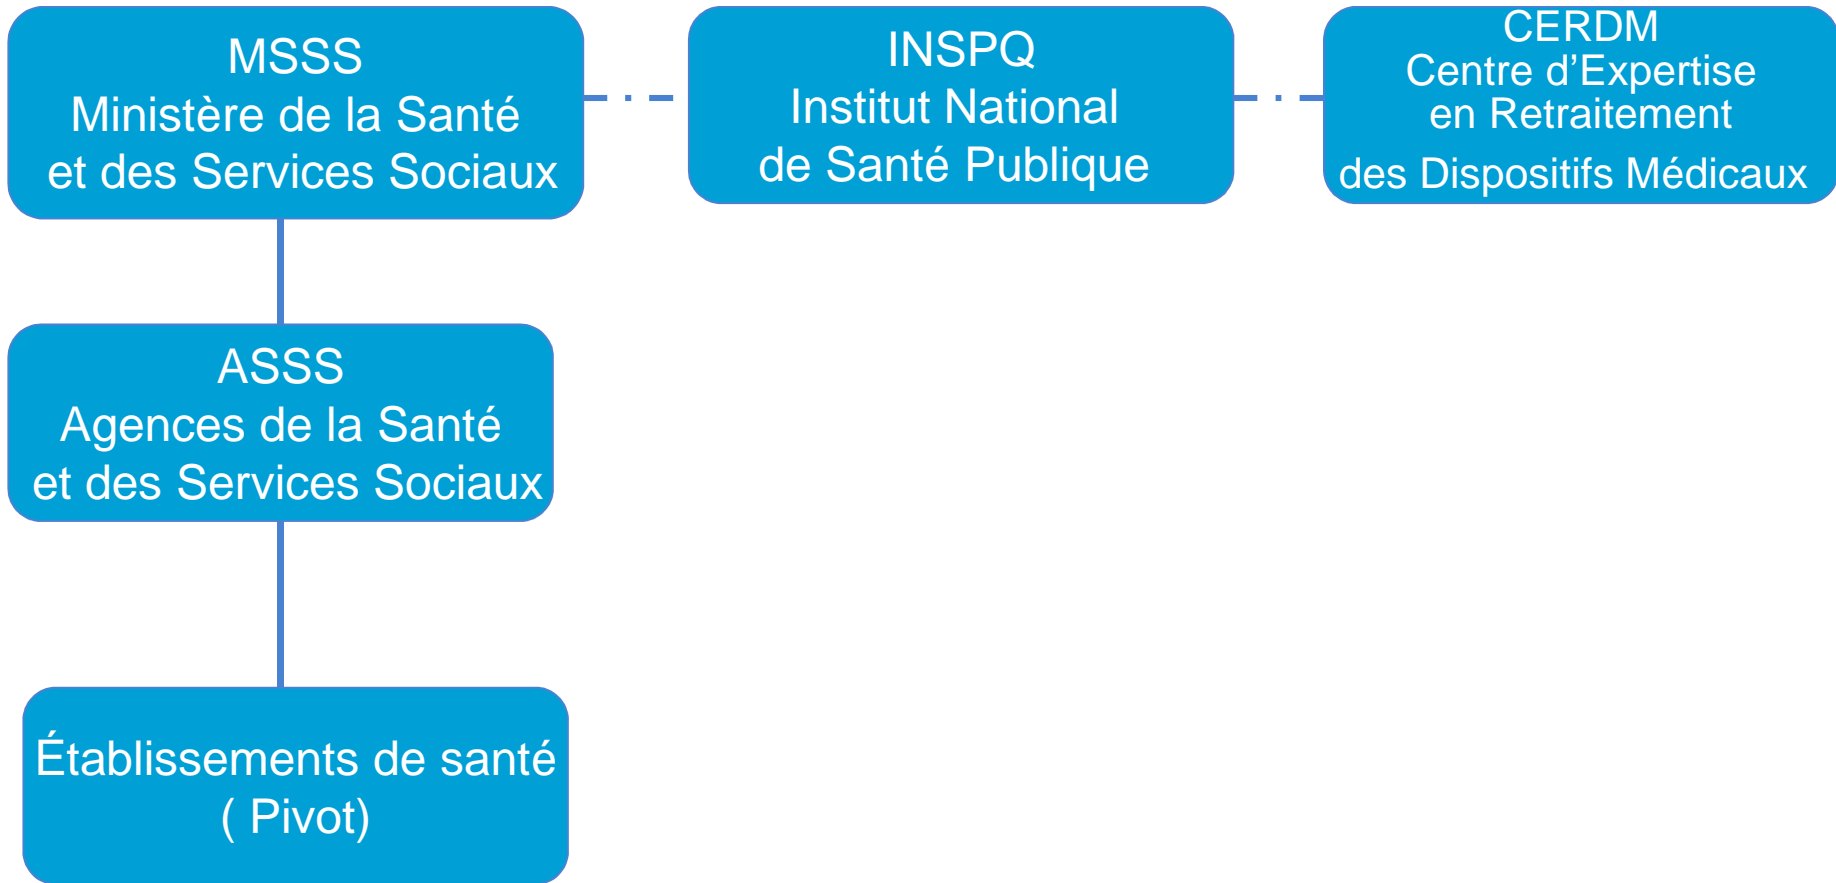 MSSS
Ministère de la Santé
et des Services Sociaux
INSPQ
Institut National
de Santé Publique
CERDM
Centre d’Expertise
en Retraitement
des Dispositifs Médicaux
ASSS
Agences de la Santé
et des Services Sociaux
Établissements de santé
( Pivot)